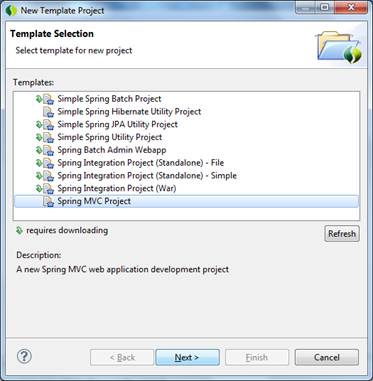 New Template Project
Template Selection
Select template for new project
Templates:
Simple Spring Batch Project
Simple Spring Hibernate Utility Project
Simple Spring JPA Utility Project
Simple Spring Utility Project
Spring Batch Admin Webapp
Spring Integration Project (Standalone) - File
Spring Integration Project (Standalone) - Simple
Spring Integration Project (War)
Spring MVC Project
requires downloading
Refresh
Description:
A new Spring MVC web application development project
? < Back Next > Finish Cancel